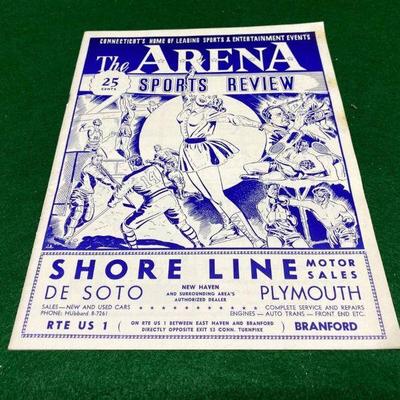 CONNECTICUT'S HOME OF LEADING SPORTS & ENTERTAINMENT EVENTS
The ARENA
25 CENTS
SPORTS REVIEW
SHORE LINE MOTOR SALES
DE SOTO
NEW HAVEN
AND SURROUNDING AREA'S
AUTHORIZED DEALER
PLYMOUTH
SALES—NEW AND USED CARS
PHONE: HUbbard 8-7261
COMPLETE SERVICE AND REPAIRS
ENGINES — AUTO TRANS — FRONT END ETC.
RTE US 1
( ON RTE US 1 BETWEEN EAST HAVEN AND BRANFORD )
DIRECTLY OPPOSITE EXIT 53 CONN. TURNPIKE
BRANFORD